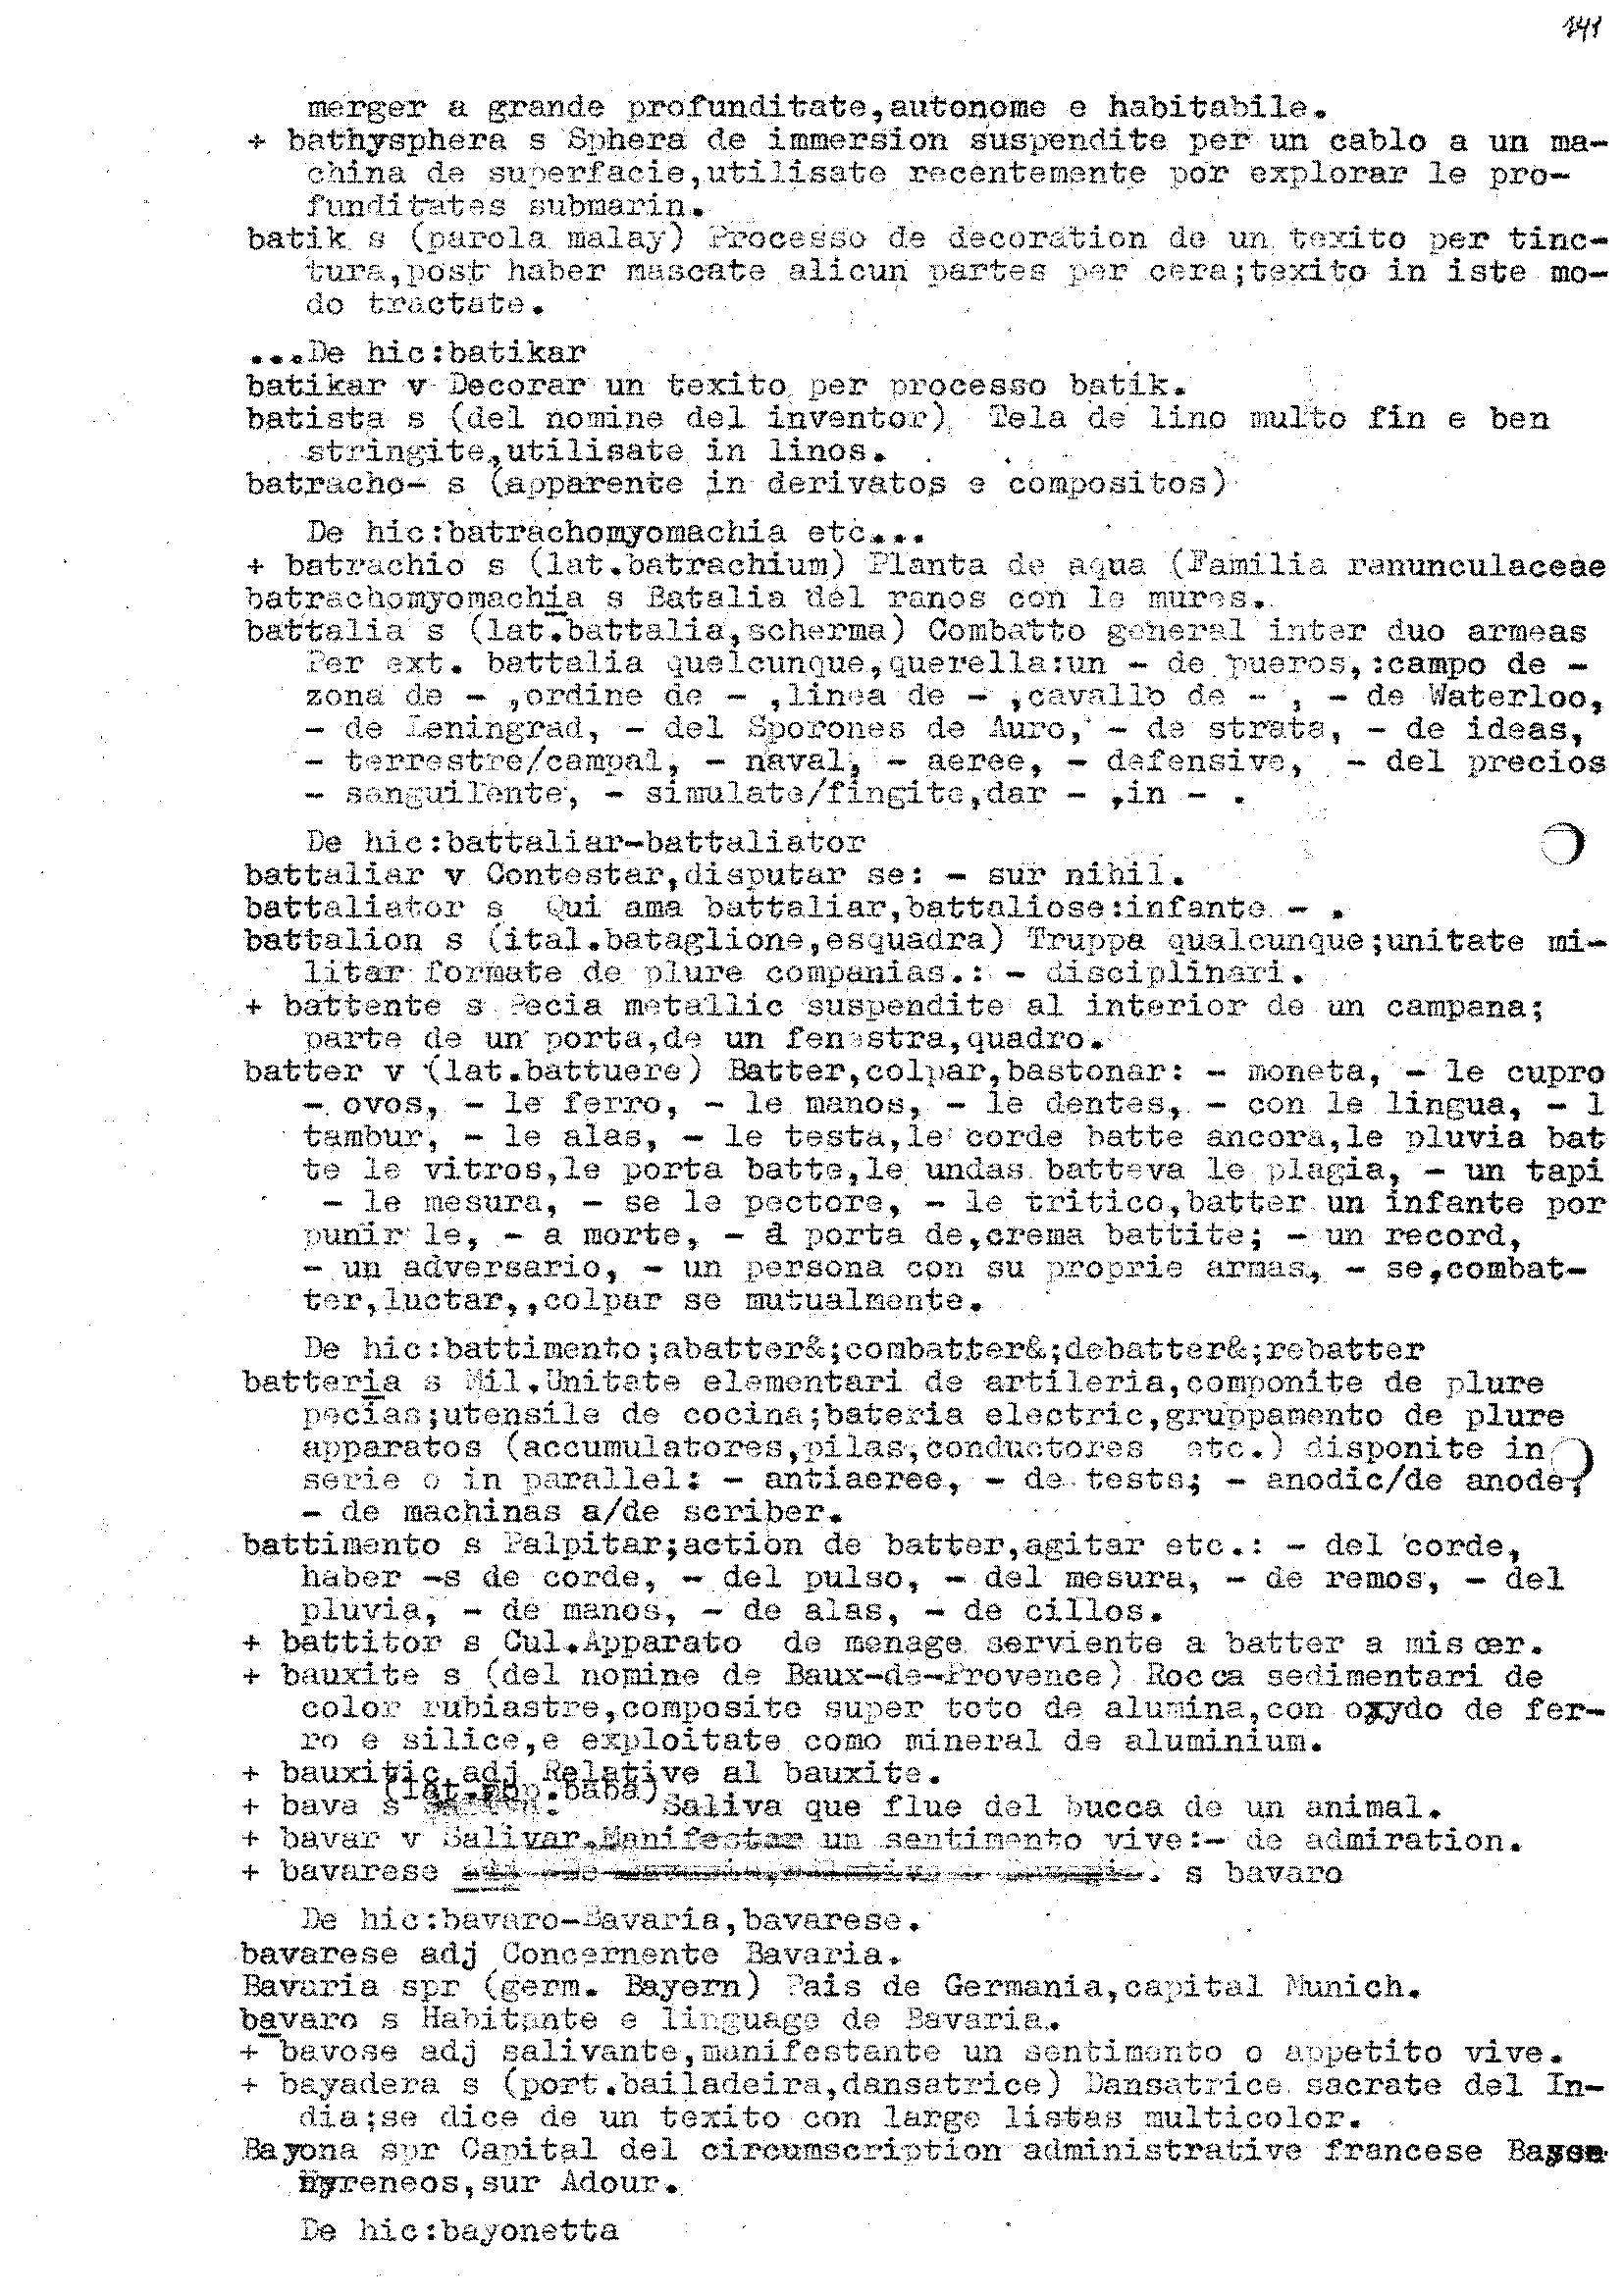 241
merger a grande profunditate,autonome e habitabile.
+ bathysphera s Sphera de immersion suspendite per un cablo a un ma-
china de superfacie,utilisate recentemente por explorar le pro-
funditates submarin.
batik s (parola malay) Processo de decoration de un texito per tinc-
tura,post haber mascate alicun partes per cera;texito in iste mo-
do tractate.
...De hic:batikar
batikar v Decorar un texito per processo batik.
batista s (del nomine del inventor) Tela de lino multo fin e ben
stringite,utilisate in linos.
batracho- s (apparente in derivatos e compositos)
De hic:batrachomyomachia etc...
+ batrachio s (lat.batrachium) Planta de aqua (Familia ranunculaceae
batrachomyomachia s Batalia del ranos con le mures.
battalia s (lat.battalia,scherma) Combatto general inter duo armeas
Per ext. battalia quelcunque,querella:un - de pueros,:campo de -
zona de - ,ordine de - ,linea de - ,cavallo de - , - de Waterloo,
- de Leningrad, - del Sporones de Auro, - de strata, - de ideas,
- terrestre/campal, - naval, - aeree, - defensive, - del precios
- sanguilente, - simulate/fingite,dar - ,in - .
De hic:battaliar-battaliator
battaliar v Contestar,disputar se: - sur nihil.
battaliator s Qui ama battaliar,battaliose:infante - .
battalion s (ital.bataglione,esquadra) Truppa qualcunque;unitate mi-
litar formate de plure companias.: - disciplinari.
+ battente s Pecia metallic suspendite al interior de un campana;
parte de un porta,de un fenestra,quadro.
batter v (lat.battuere) Batter,colpar,bastonar: - moneta, - le cupro
- ovos, - le ferro, - le manos, - le dentes, - con le lingua, - l
tambur, - le alas, - le testa,le corde batte ancora,le pluvia bat
te le vitros,le porta batte,le undas batteva le plagia, - un tapi
- le mesura, - se le pectore, - le tritico,batter un infante por
punir le, - a morte, - a porta de,crema battite; - un record,
- un adversario, - un persona con su proprie armas, - se,combat-
ter,luctar,,colpar se mutualmente.
De hic:battimento;abatter&;combatter&;debatter&;rebatter
batteria s Mil.Unitate elementari de artileria,componite de plure
pecias;utensile de cocina;bateria electric,gruppamento de plure
apparatos (accumulatores,pilas,conductores etc.) disponite in
serie o in parallel: - antiaeree, - de tests; - anodic/de anode,
- de machinas a/de scriber.
battimento s Palpitar;action de batter,agitar etc.: - del corde,
haber -s de corde, - del pulso, - del mesura, - de remos, - del
pluvia, - de manos, - de alas, - de cillos.
+ battitor s Cul.Apparato de menage serviente a batter a miscer.
+ bauxite s (del nomine de Baux-de-Provence) Rocca sedimentari de
color rubiastre,composite super toto de alumina,con oxydo de fer-
ro e silice,e exploitate como mineral de aluminium.
+ bauxitic adj Relative al bauxite.
+ bava s (lat.pop.baba) Saliva que flue del bucca de un animal.
+ bavar v Salivar.Manifestar un sentimento vive:- de admiration.
+ bavarese s bavaro
De hic:bavaro-Bavaria,bavarese.
bavarese adj Concernente Bavaria.
Bavaria spr (germ. Bayern) Pais de Germania,capital Munich.
bavaro s Habitante e linguage de Bavaria.
+ bavose adj salivante,manifestante un sentimento o appetito vive.
+ bayadera s (port.bailadeira,dansatrice) Dansatrice sacrate del In-
dia;se dice de un texito con large listas multicolor.
Bayona spr Capital del circumscription administrative francese
Pyreneos,sur Adour.
De hic:bayonetta